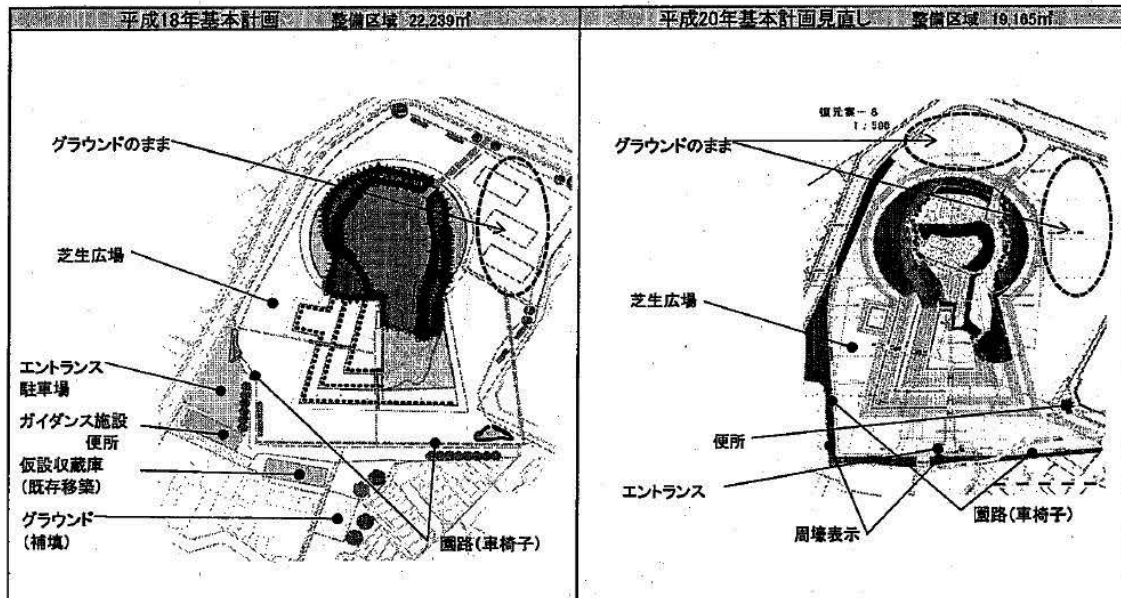 平成18年基本計画 整備区域 22,239㎡
グラウンドのまま
芝生広場
エントランス
駐車場
ガイダンス施設
便所
仮設収蔵庫
(既存移築)
グラウンド
(補填)
園路(車椅子)
平成20年基本計画見直し 整備区域 19,165㎡
復元案-8
1:500
グラウンドのまま
芝生広場
便所
エントランス
周壕表示
園路(車椅子)